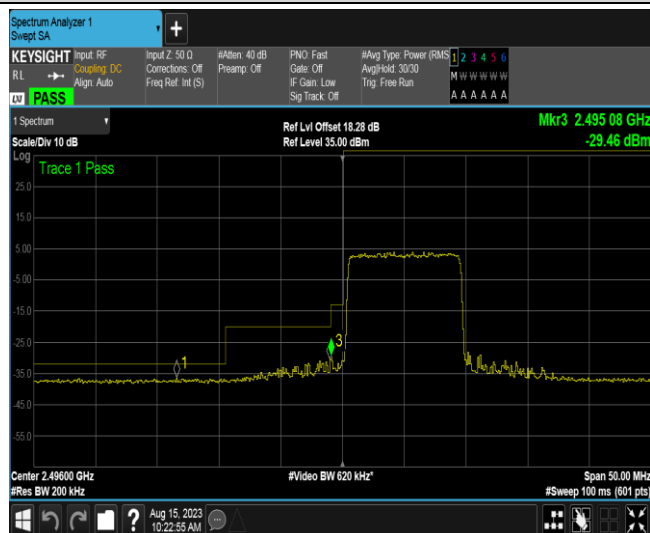 Spectrum Analyzer 1
Swept SA
KEYSIGHT
RL
LXI PASS
Input: RF
Coupling: DC
Align: Auto
Input Z: 50 Ω
Corrections: Off
Freq Ref: Int (S)
#Atten: 40 dB
Preamp: Off
PNO: Fast
Gate: Off
IF Gain: Low
Sig Track: Off
#Avg Type: Power (RMS
Avg|Hold: 30/30
Trig: Free Run
1 2 3 4 5 6
M W W W W W
A A A A A A
1 Spectrum
Scale/Div 10 dB
Ref Lvl Offset 18.28 dB
Ref Level 35.00 dBm
Mkr3 2.495 08 GHz
-29.46 dBm
Log
Trace 1 Pass
25.0
15.0
5.00
-5.00
-15.0
-25.0
-35.0
-45.0
-55.0
1
3
Center 2.49600 GHz
#Res BW 200 kHz
#Video BW 620 kHz*
Span 50.00 MHz
#Sweep 100 ms (601 pts)
? Aug 15, 2023
10:22:55 AM